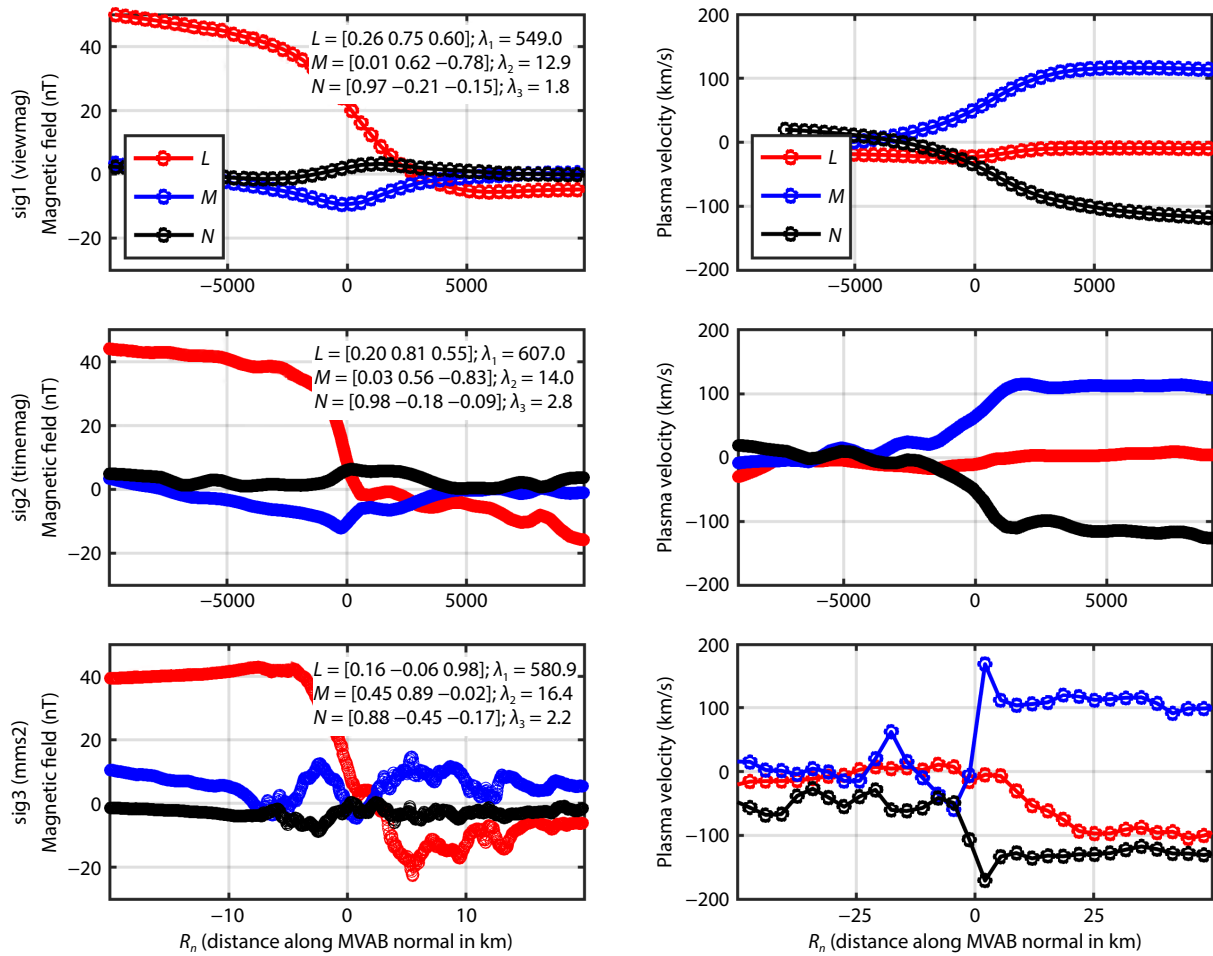 sig1 (viewmag)
Magnetic field (nT)
40
20
0
−20
L = [0.26 0.75 0.60]; λ1 = 549.0
M = [0.01 0.62 −0.78]; λ2 = 12.9
N = [0.97 −0.21 −0.15]; λ3 = 1.8
L
M
N
−5000 0 5000
Plasma velocity (km/s)
200
100
0
−100
−200
L
M
N
−5000 0 5000
sig2 (timemag)
Magnetic field (nT)
40
20
0
−20
L = [0.20 0.81 0.55]; λ1 = 607.0
M = [0.03 0.56 −0.83]; λ2 = 14.0
N = [0.98 −0.18 −0.09]; λ3 = 2.8
−5000 0 5000
Plasma velocity (km/s)
200
100
0
−100
−200
−5000 0 5000
sig3 (mms2)
Magnetic field (nT)
40
20
0
−20
L = [0.16 −0.06 0.98]; λ1 = 580.9
M = [0.45 0.89 −0.02]; λ2 = 16.4
N = [0.88 −0.45 −0.17]; λ3 = 2.2
−10 0 10
Rn (distance along MVAB normal in km)
Plasma velocity (km/s)
200
100
0
−100
−200
−25 0 25
Rn (distance along MVAB normal in km)